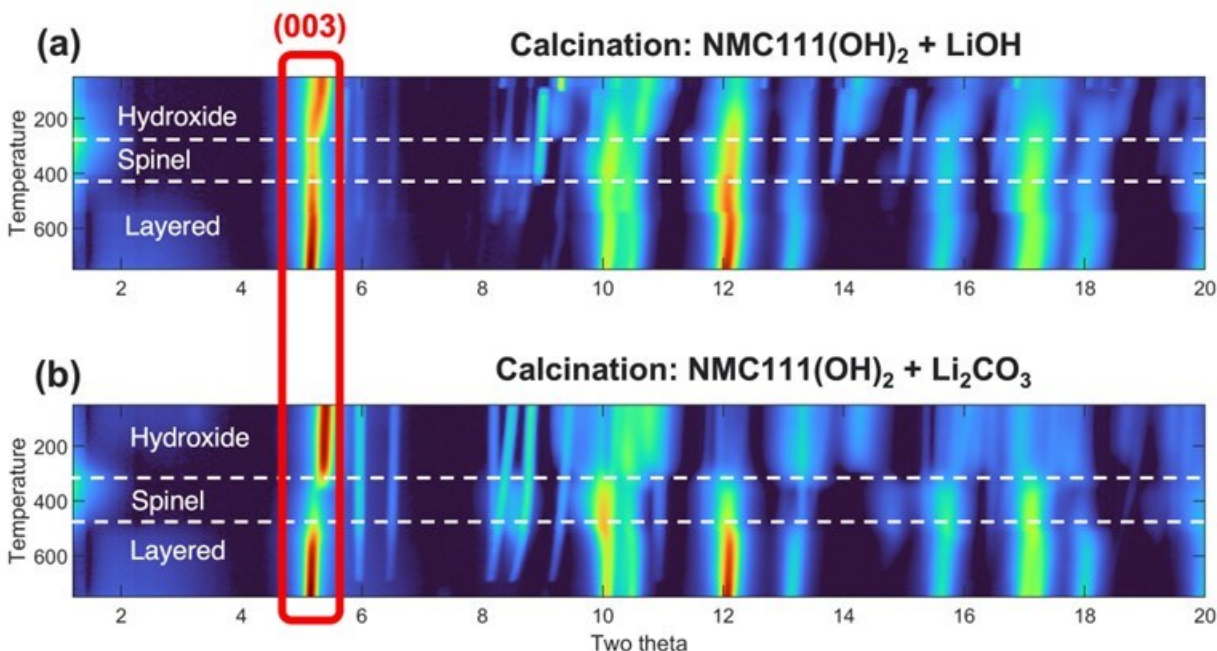 (003)
(a)
Calcination: NMC111(OH)₂ + LiOH
Temperature
200
400
600
Hydroxide
Spinel
Layered
2 4 6 8 10 12 14 16 18 20
(b)
Calcination: NMC111(OH)₂ + Li₂CO₃
Temperature
200
400
600
Hydroxide
Spinel
Layered
2 4 6 8 10 12 14 16 18 20
Two theta